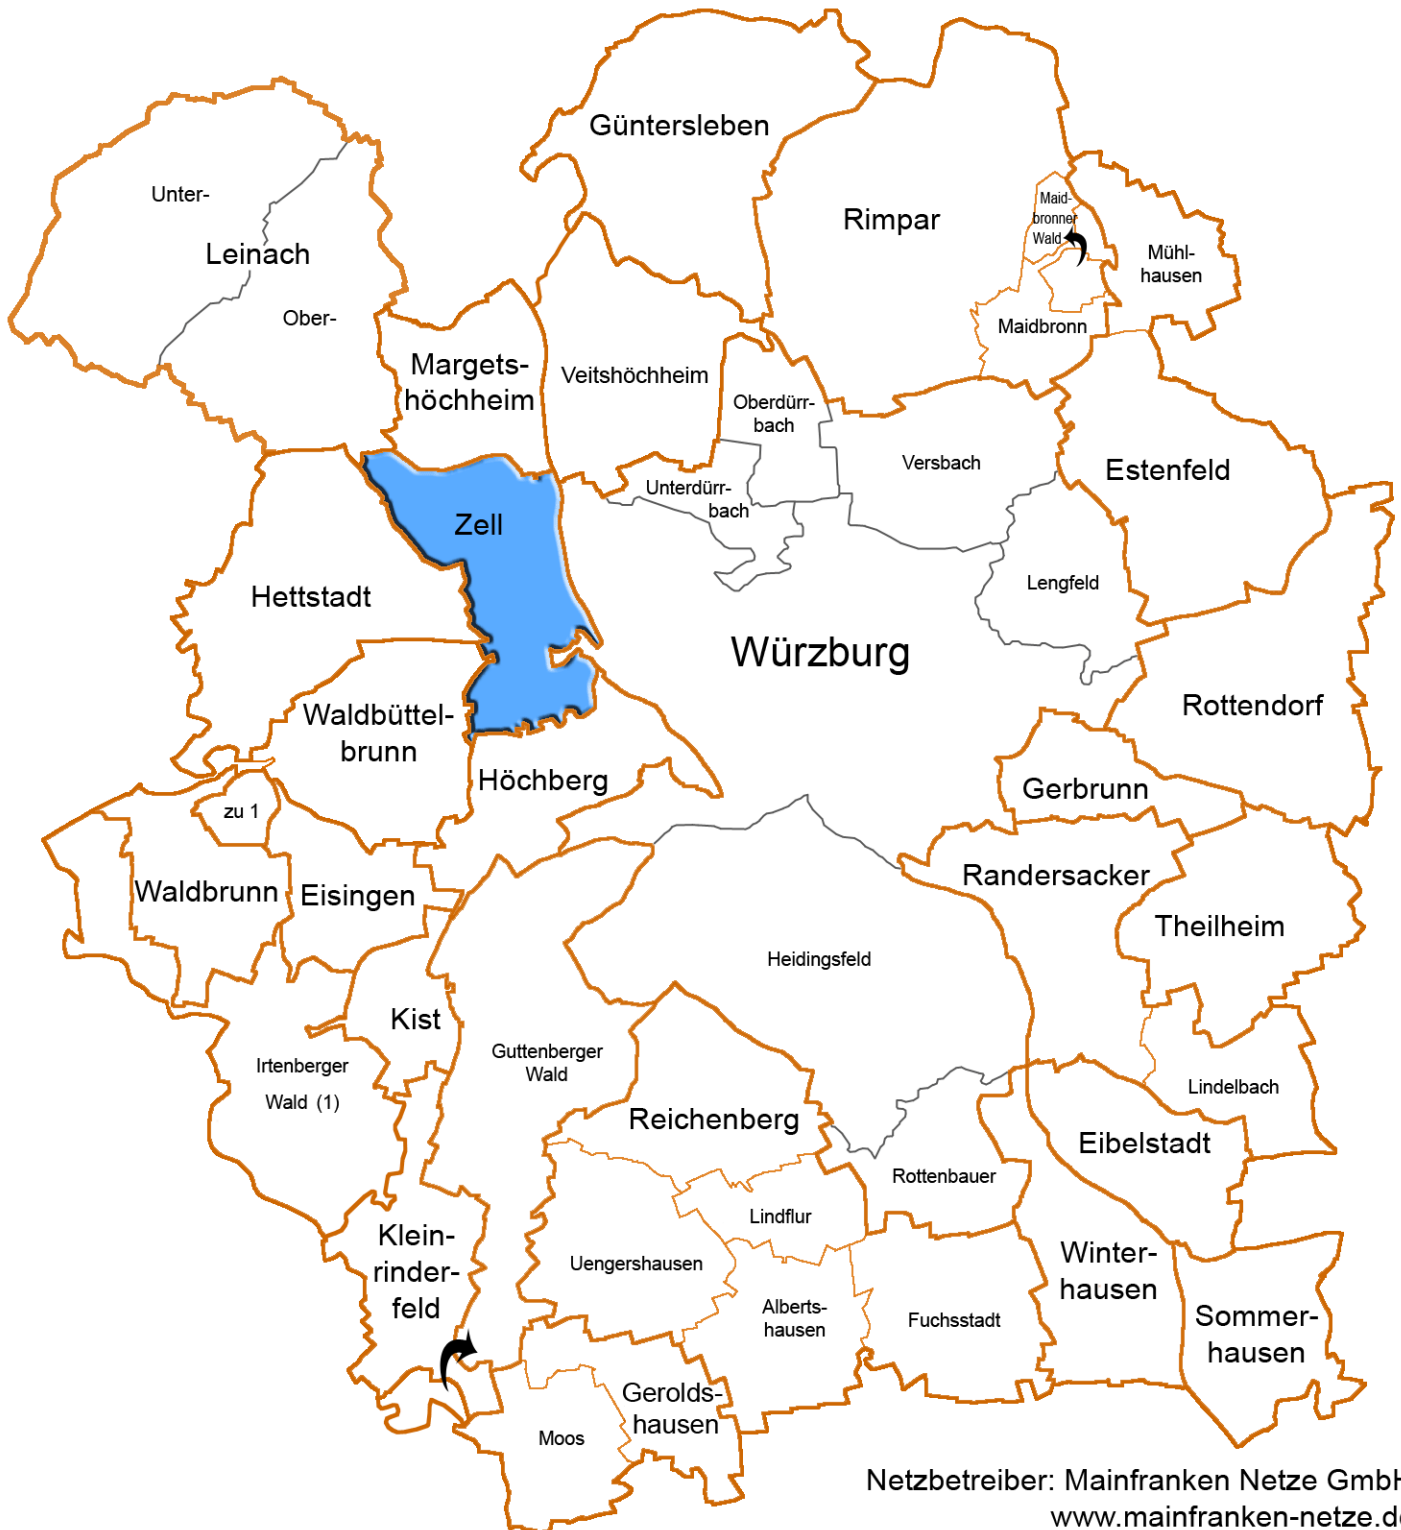 Güntersleben
Unter-
Leinach
Ober-
Rimpar
Maid-
bronner
Wald
Mühl-
hausen
Maidbronn
Margets-
höchheim
Veitshöchheim
Oberdürr-
bach
Versbach
Estenfeld
Unterdürr-
bach
Zell
Hettstadt
Lengfeld
Würzburg
Waldbüttel-
brunn
Rottendorf
Höchberg
Gerbrunn
zu 1
Waldbrunn
Eisingen
Randersacker
Theilheim
Heidingsfeld
Kist
Guttenberger
Wald
Irtenberger
Wald (1)
Lindelbach
Reichenberg
Eibelstadt
Rottenbauer
Lindflur
Klein-
rinder-
feld
Uengershausen
Winter-
hausen
Alberts-
hausen
Fuchsstadt
Sommer-
hausen
Gerolds-
hausen
Moos
Netzbetreiber: Mainfranken Netze GmbH
www.mainfranken-netze.de